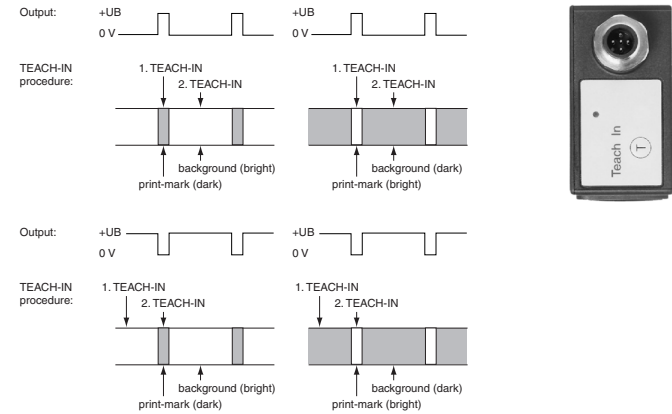 Output: +UB +UB
0 V 0 V
TEACH-IN 1. TEACH-IN 1. TEACH-IN
procedure: 2. TEACH-IN 2. TEACH-IN
background (bright) background (dark)
print-mark (dark) print-mark (bright)
Teach In
T
Output: +UB +UB
0 V 0 V
TEACH-IN 1. TEACH-IN 1. TEACH-IN
procedure: 2. TEACH-IN 2. TEACH-IN
background (bright) background (dark)
print-mark (dark) print-mark (bright)